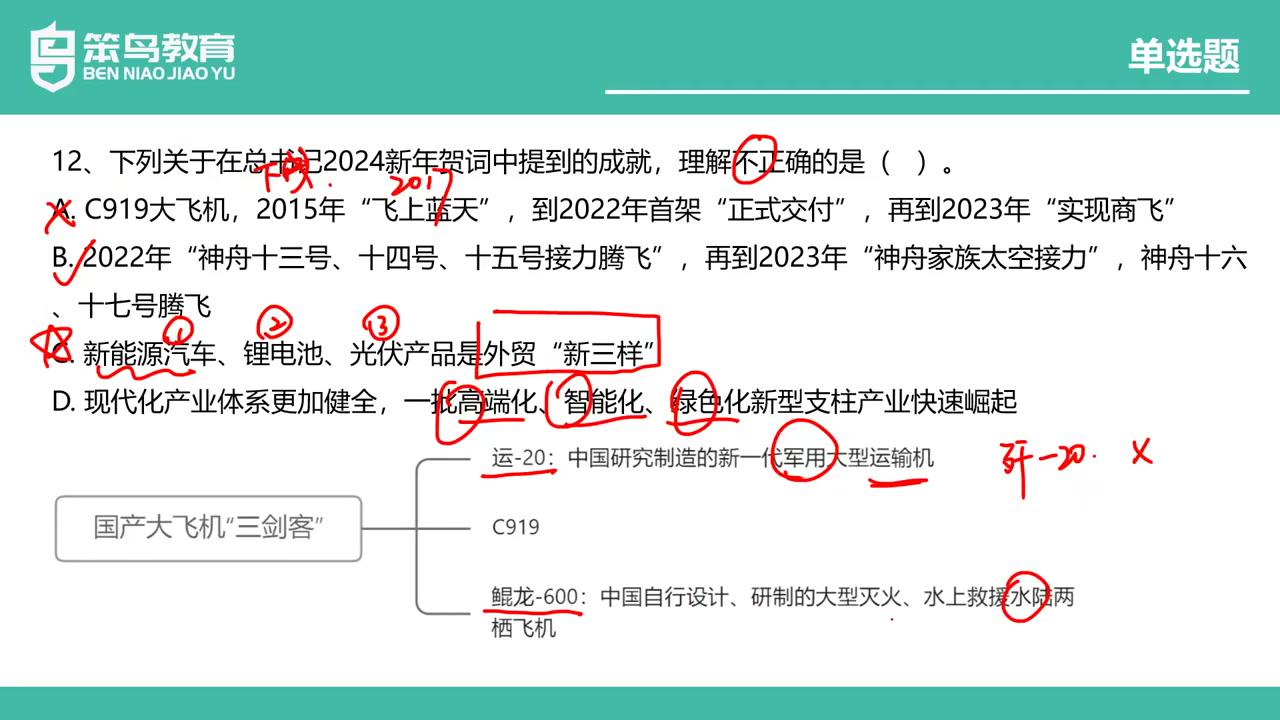 笨鸟教育
BEN NIAO JIAO YU
单选题
12、下列关于在总书记2024新年贺词中提到的成就，理解不正确的是（ ）。
下线.
2017
A. C919大飞机，2015年“飞上蓝天”，到2022年首架“正式交付”，再到2023年“实现商飞”
B. 2022年“神舟十三号、十四号、十五号接力腾飞”，再到2023年“神舟家族太空接力”，神舟十六
、十七号腾飞
① ② ③
C. 新能源汽车、锂电池、光伏产品是外贸“新三样”
D. 现代化产业体系更加健全，一批高端化、智能化、绿色化新型支柱产业快速崛起
运-20：中国研究制造的新一代军用大型运输机
歼-20. X
国产大飞机“三剑客”
C919
鲲龙-600：中国自行设计、研制的大型灭火、水上救援水陆两
栖飞机